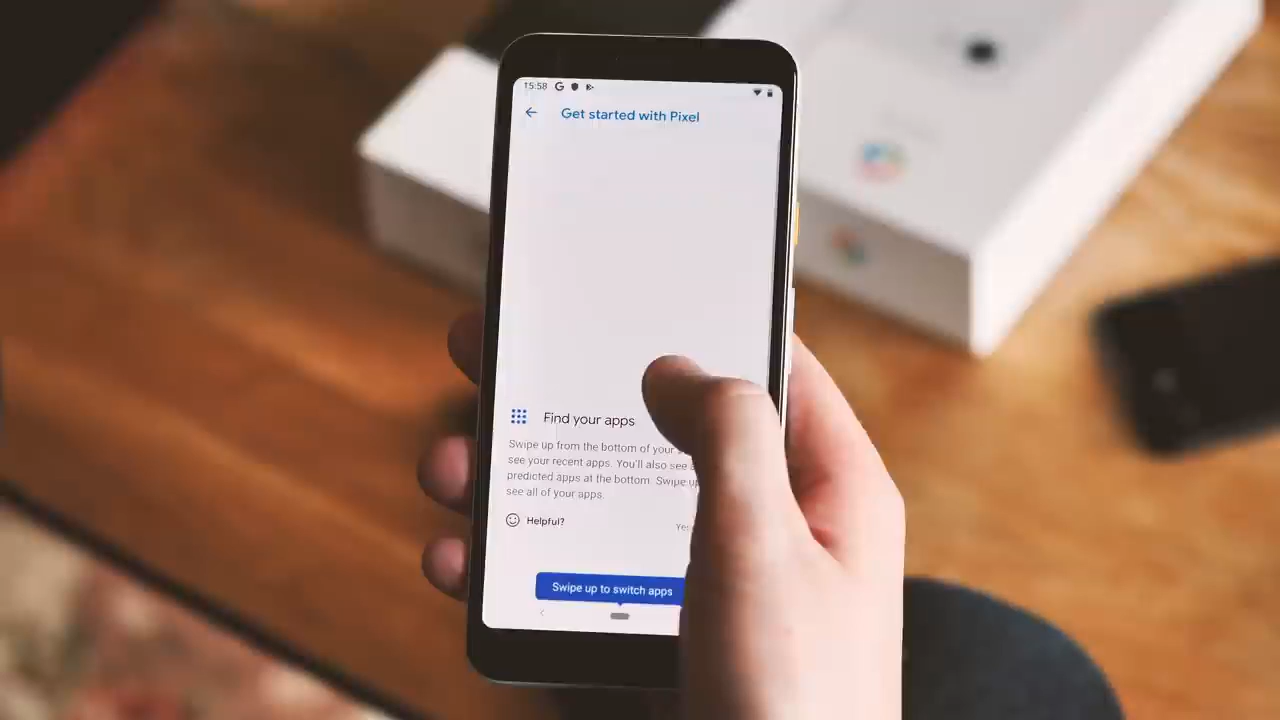 15:58
Get started with Pixel
Find your apps
Swipe up from the bottom of your
see your recent apps. You'll also see
predicted apps at the bottom. Swipe up
see all of your apps.
Helpful?
Swipe up to switch apps